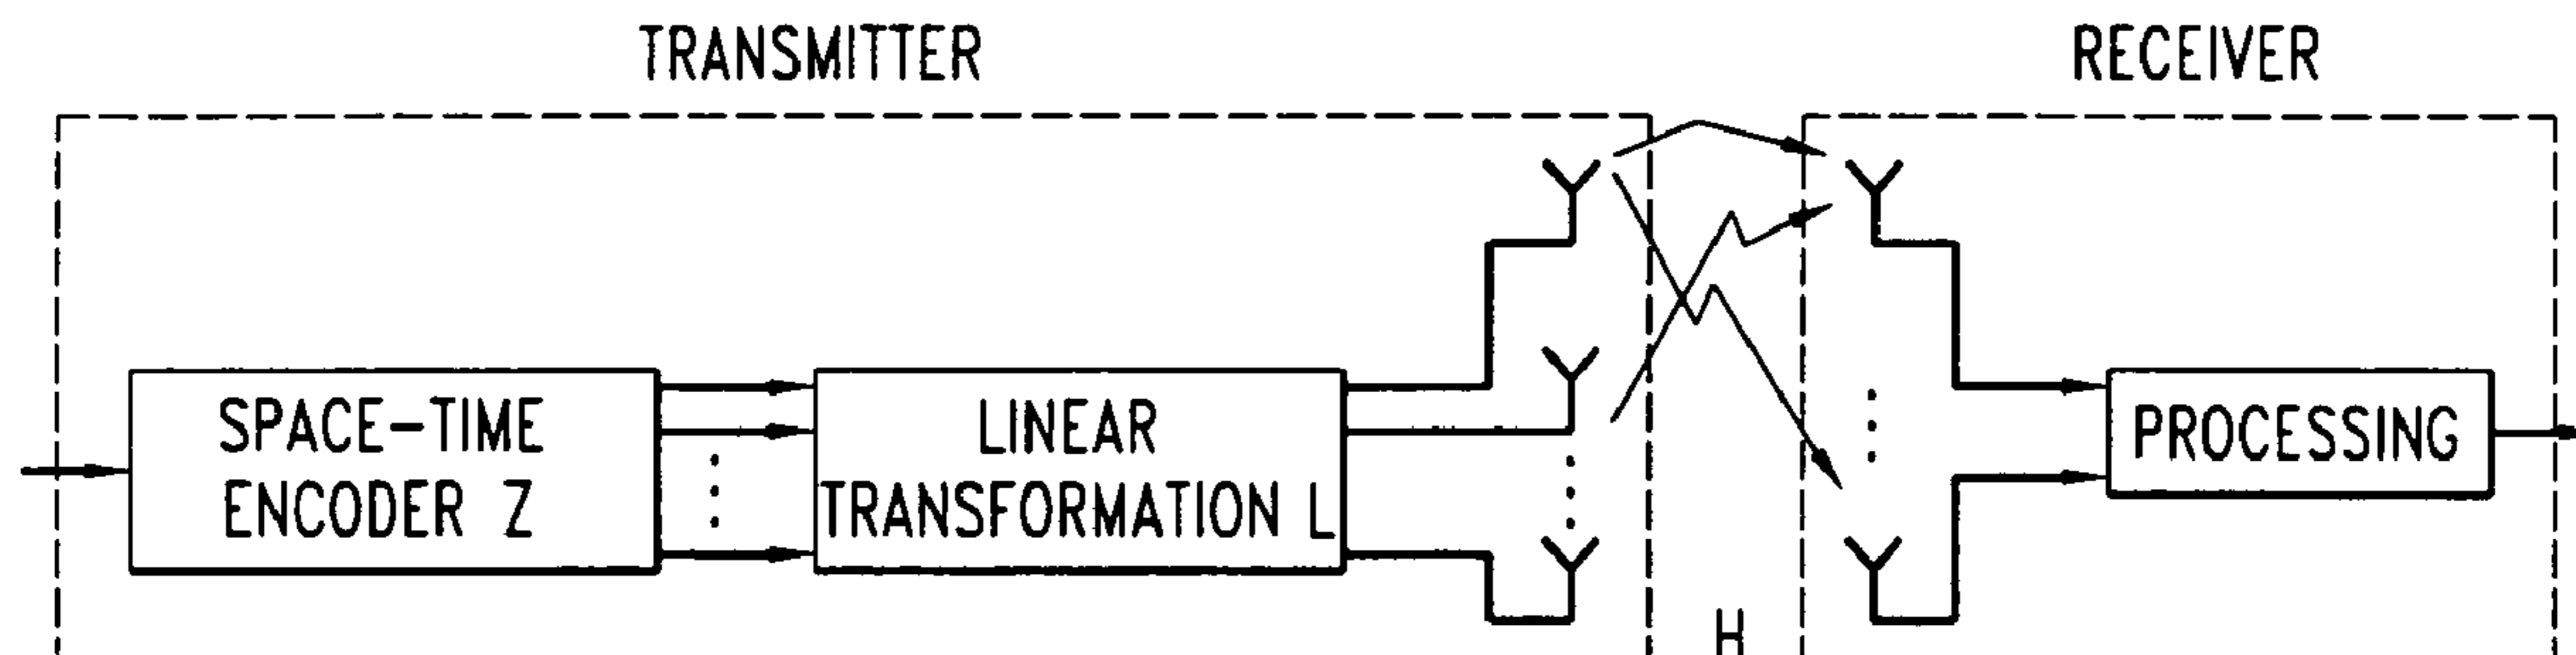 TRANSMITTER
RECEIVER
SPACE-TIME
ENCODER Z
LINEAR
TRANSFORMATION L
PROCESSING
H